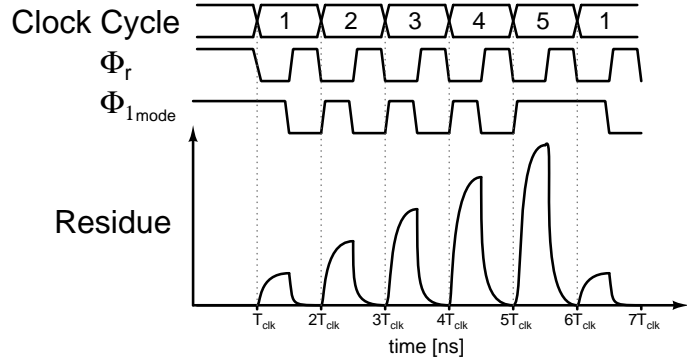 Clock Cycle 1 2 3 4 5 1
Φr
Φ1mode
Residue
Tclk 2Tclk 3Tclk 4Tclk 5Tclk 6Tclk 7Tclk
time [ns]